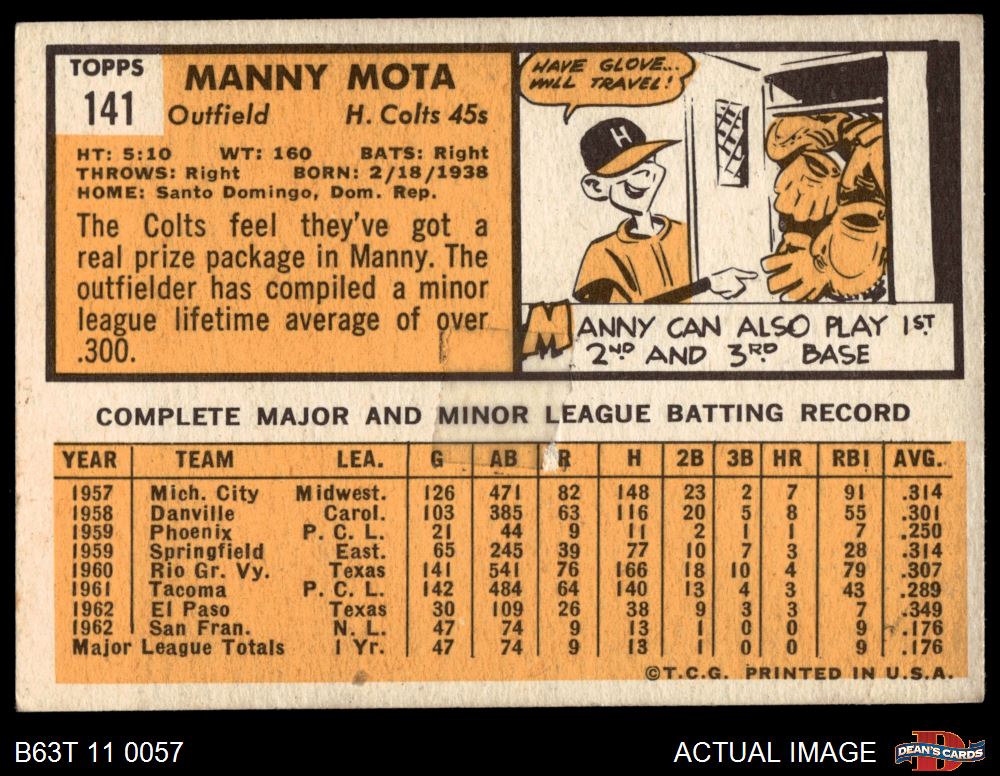 TOPPS
141
MANNY MOTA
Outfield H. Colts 45s
HT: 5:10 WT: 160 BATS: Right
THROWS: Right BORN: 2/18/1938
HOME: Santo Domingo, Dom. Rep.
The Colts feel they've got a
real prize package in Manny. The
outfielder has compiled a minor
league lifetime average of over
.300.
HAVE GLOVE...
WILL TRAVEL!
H
MANNY CAN ALSO PLAY 1ST
2ND AND 3RD BASE
COMPLETE MAJOR AND MINOR LEAGUE BATTING RECORD
YEAR TEAM LEA. G AB R H 2B 3B HR RBI AVG.
1957 Mich. City Midwest. 126 471 82 148 23 2 7 91 .314
1958 Danville Carol. 103 385 63 116 20 5 8 55 .301
1959 Phoenix P. C. L. 21 44 9 11 2 1 1 7 .250
1959 Springfield East. 65 245 39 77 10 7 3 28 .314
1960 Rio Gr. Vy. Texas 141 541 76 166 18 10 4 79 .307
1961 Tacoma P. C. L. 142 484 64 140 13 4 3 43 .289
1962 El Paso Texas 30 109 26 38 9 3 3 7 .349
1962 San Fran. N. L. 47 74 9 13 1 0 0 9 .176
Major League Totals 1 Yr. 47 74 9 13 1 0 0 9 .176
©T.C.G. PRINTED IN U.S.A.
B63T 11 0057 ACTUAL IMAGE DEAN'S CARDS